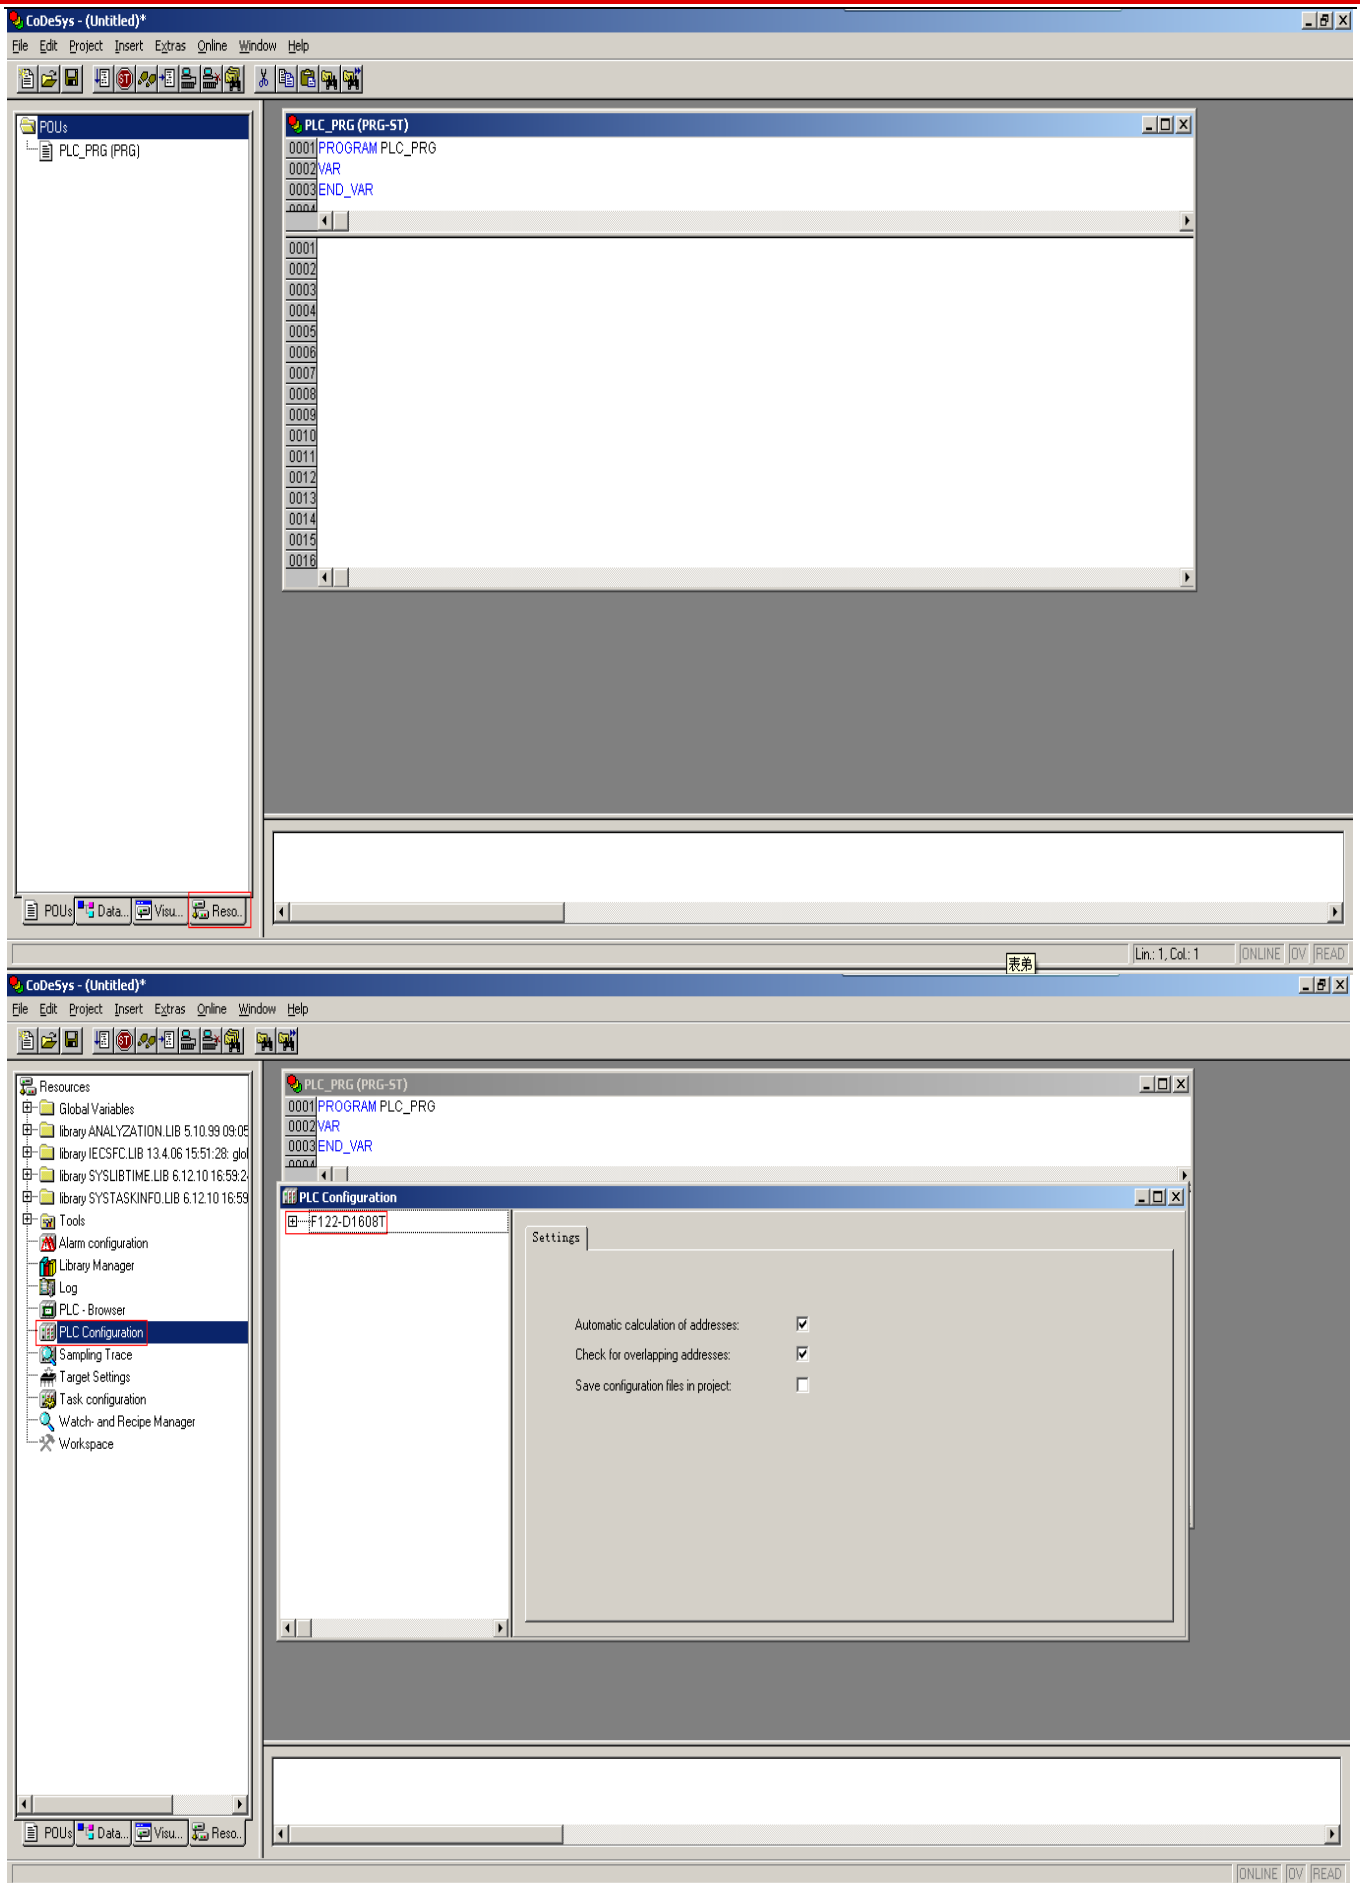 CoDeSys - (Untitled)*
File Edit Project Insert Extras Online Window Help
POUs
PLC_PRG (PRG)
PLC_PRG (PRG-ST)
0001 PROGRAM PLC_PRG
0002 VAR
0003 END_VAR
0004
0001
0002
0003
0004
0005
0006
0007
0008
0009
0010
0011
0012
0013
0014
0015
0016
POUs Data... Visu... Reso...
表弟
Lin.: 1, Col.: 1 ONLINE OV READ
CoDeSys - (Untitled)*
File Edit Project Insert Extras Online Window Help
Resources
Global Variables
library ANALYZATION.LIB 5.10.99 09:05
library IECSFC.LIB 13.4.06 15:51:28: glol
library SYSLIBTIME.LIB 6.12.10 16:59:2
library SYSTASKINFO.LIB 6.12.10 16:59
Tools
Alarm configuration
Library Manager
Log
PLC - Browser
PLC Configuration
Sampling Trace
Target Settings
Task configuration
Watch- and Recipe Manager
Workspace
PLC_PRG (PRG-ST)
0001 PROGRAM PLC_PRG
0002 VAR
0003 END_VAR
0004
PLC Configuration
F122-D1608T
Settings
Automatic calculation of addresses:
Check for overlapping addresses:
Save configuration files in project:
POUs Data... Visu... Reso...
ONLINE OV READ